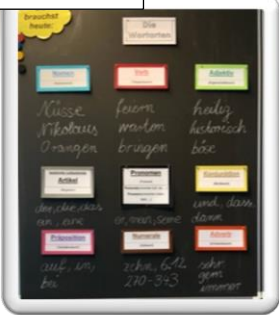 brauchst
heute:
Die
Wortarten
Nomen
Verb
Adjektiv
Nüsse
Nikolaus
Orangen
feiern
warten
bringen
heilig
historisch
böse
Artikel
Pronomen
Konjunktion
der, die, das
ein, eine
er, man, seine
und, dass,
dann
Präposition
Numerale
Adverb
auf, in,
bei
zehn, 6.12.
270-343
sehr
gern
immer